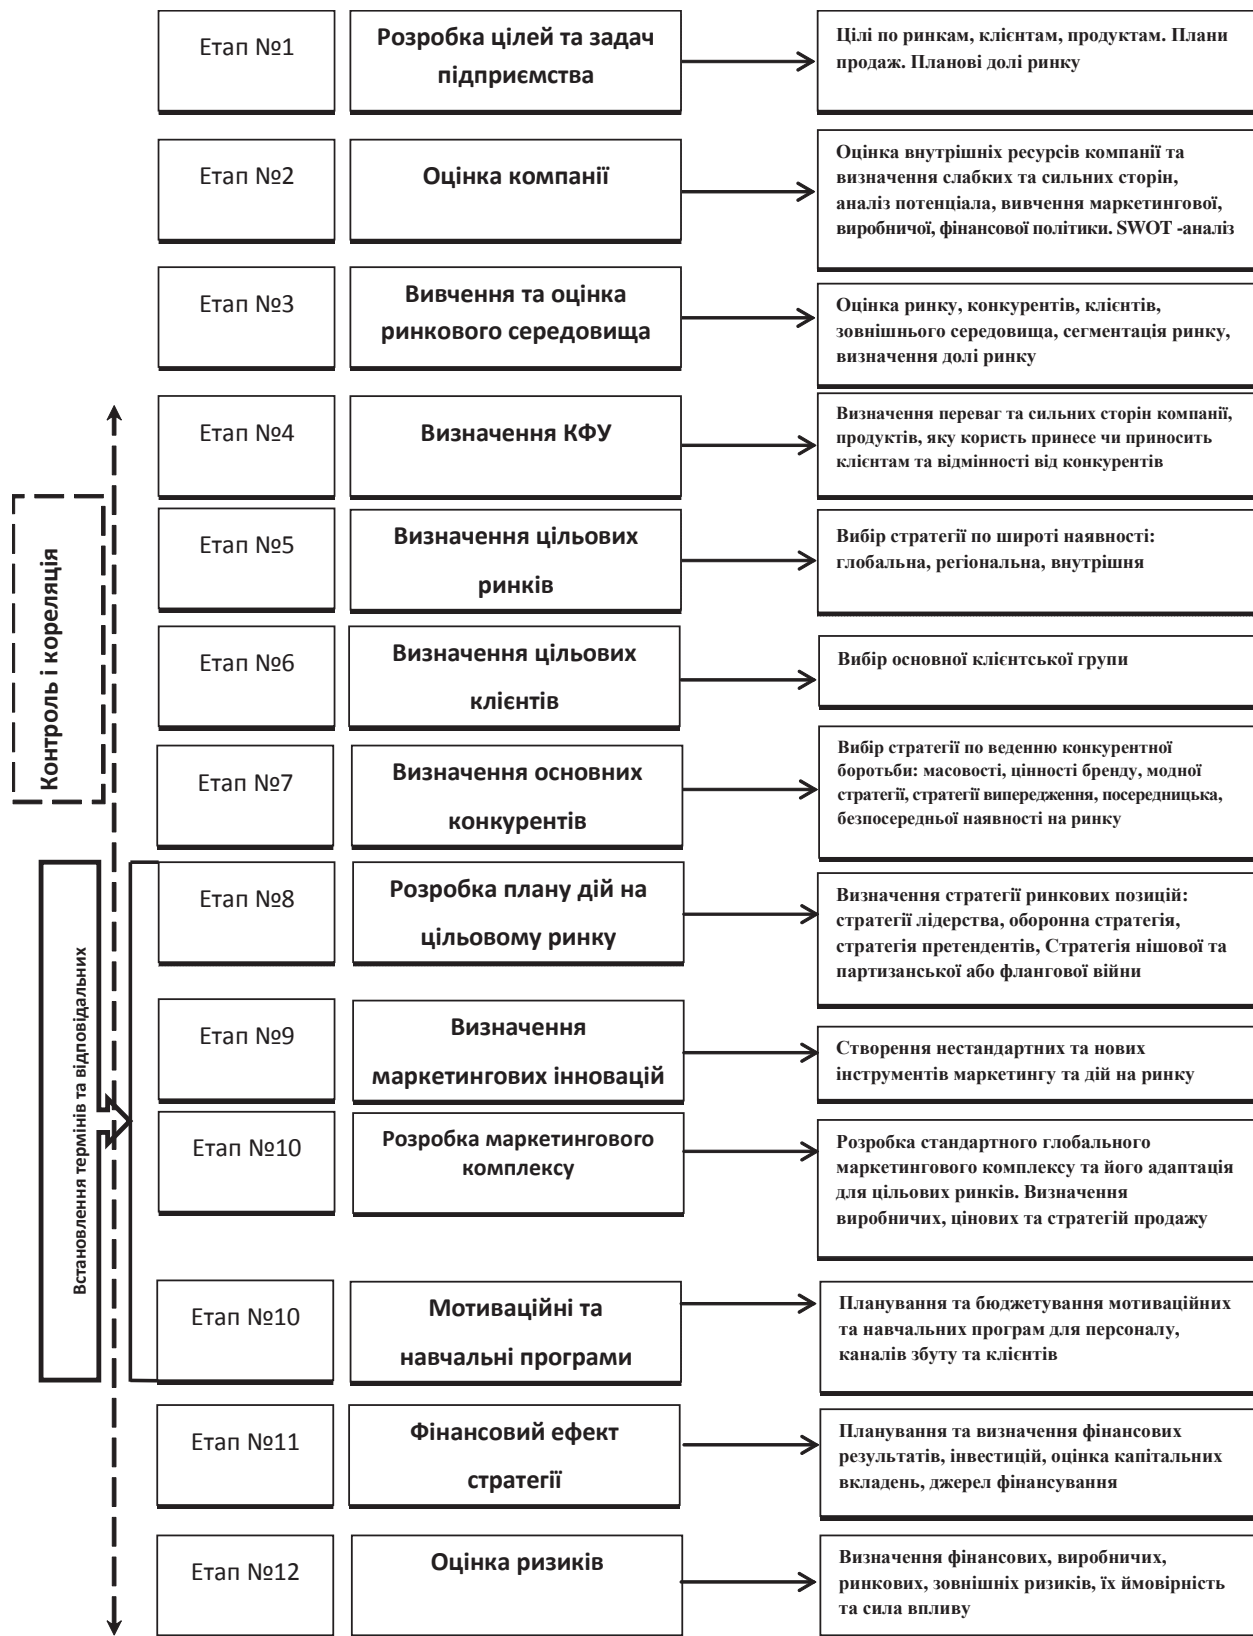 Етап №1
Розробка цілей та задач
підприємства
Цілі по ринкам, клієнтам, продуктам. Плани
продаж. Планові долі ринку
Етап №2
Оцінка компанії
Оцінка внутрішніх ресурсів компанії та
визначення слабких та сильних сторін,
аналіз потенціала, вивчення маркетингової,
виробничої, фінансової політики. SWOT -аналіз
Етап №3
Вивчення та оцінка
ринкового середовища
Оцінка ринку, конкурентів, клієнтів,
зовнішнього середовища, сегментація ринку,
визначення долі ринку
Етап №4
Визначення КФУ
Визначення переваг та сильних сторін компанії,
продуктів, яку користь принесе чи приносить
клієнтам та відмінності від конкурентів
Контроль і кореляція
Етап №5
Визначення цільових
ринків
Вибір стратегії по широті наявності:
глобальна, регіональна, внутрішня
Етап №6
Визначення цільових
клієнтів
Вибір основної клієнтської групи
Етап №7
Визначення основних
конкурентів
Вибір стратегії по веденню конкурентної
боротьби: масовості, цінності бренду, модної
стратегії, стратегії випередження, посередницька,
безпосередньої наявності на ринку
Встановлення термінів та відповідальних
Етап №8
Розробка плану дій на
цільовому ринку
Визначення стратегії ринкових позицій:
стратегії лідерства, оборонна стратегія,
стратегія претендентів, Стратегія нішової та
партизанської або флангової війни
Етап №9
Визначення
маркетингових інновацій
Створення нестандартних та нових
інструментів маркетингу та дій на ринку
Етап №10
Розробка маркетингового
комплексу
Розробка стандартного глобального
маркетингового комплексу та його адаптація
для цільових ринків. Визначення
виробничих, цінових та стратегій продажу
Етап №10
Мотиваційні та
навчальні програми
Планування та бюджетування мотиваційних
та навчальних програм для персоналу,
каналів збуту та клієнтів
Етап №11
Фінансовий ефект
стратегії
Планування та визначення фінансових
результатів, інвестицій, оцінка капітальних
вкладень, джерел фінансування
Етап №12
Оцінка ризиків
Визначення фінансових, виробничих,
ринкових, зовнішніх ризиків, їх ймовірність
та сила впливу